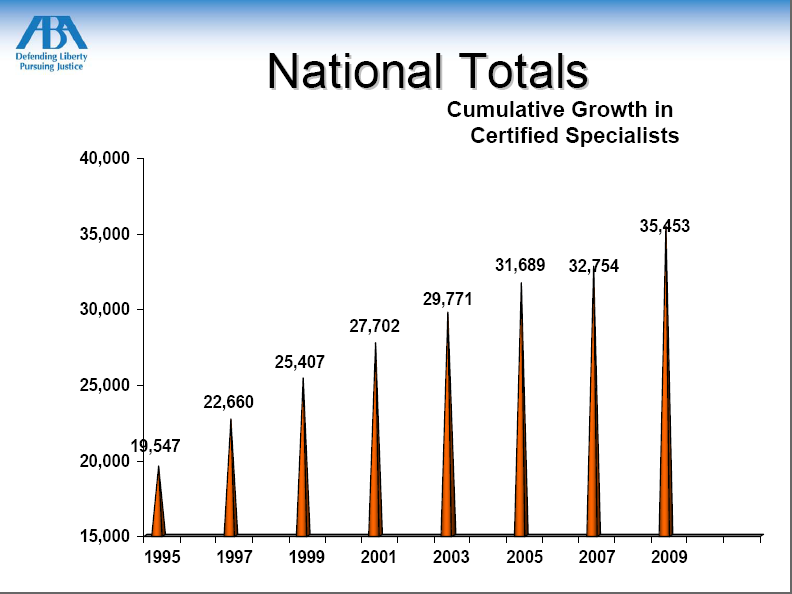 ABA
Defending Liberty
Pursuing Justice
National Totals
Cumulative Growth in
Certified Specialists
40,000
35,000
30,000
25,000
20,000
15,000
19,547
22,660
25,407
27,702
29,771
31,689
32,754
35,453
1995 1997 1999 2001 2003 2005 2007 2009